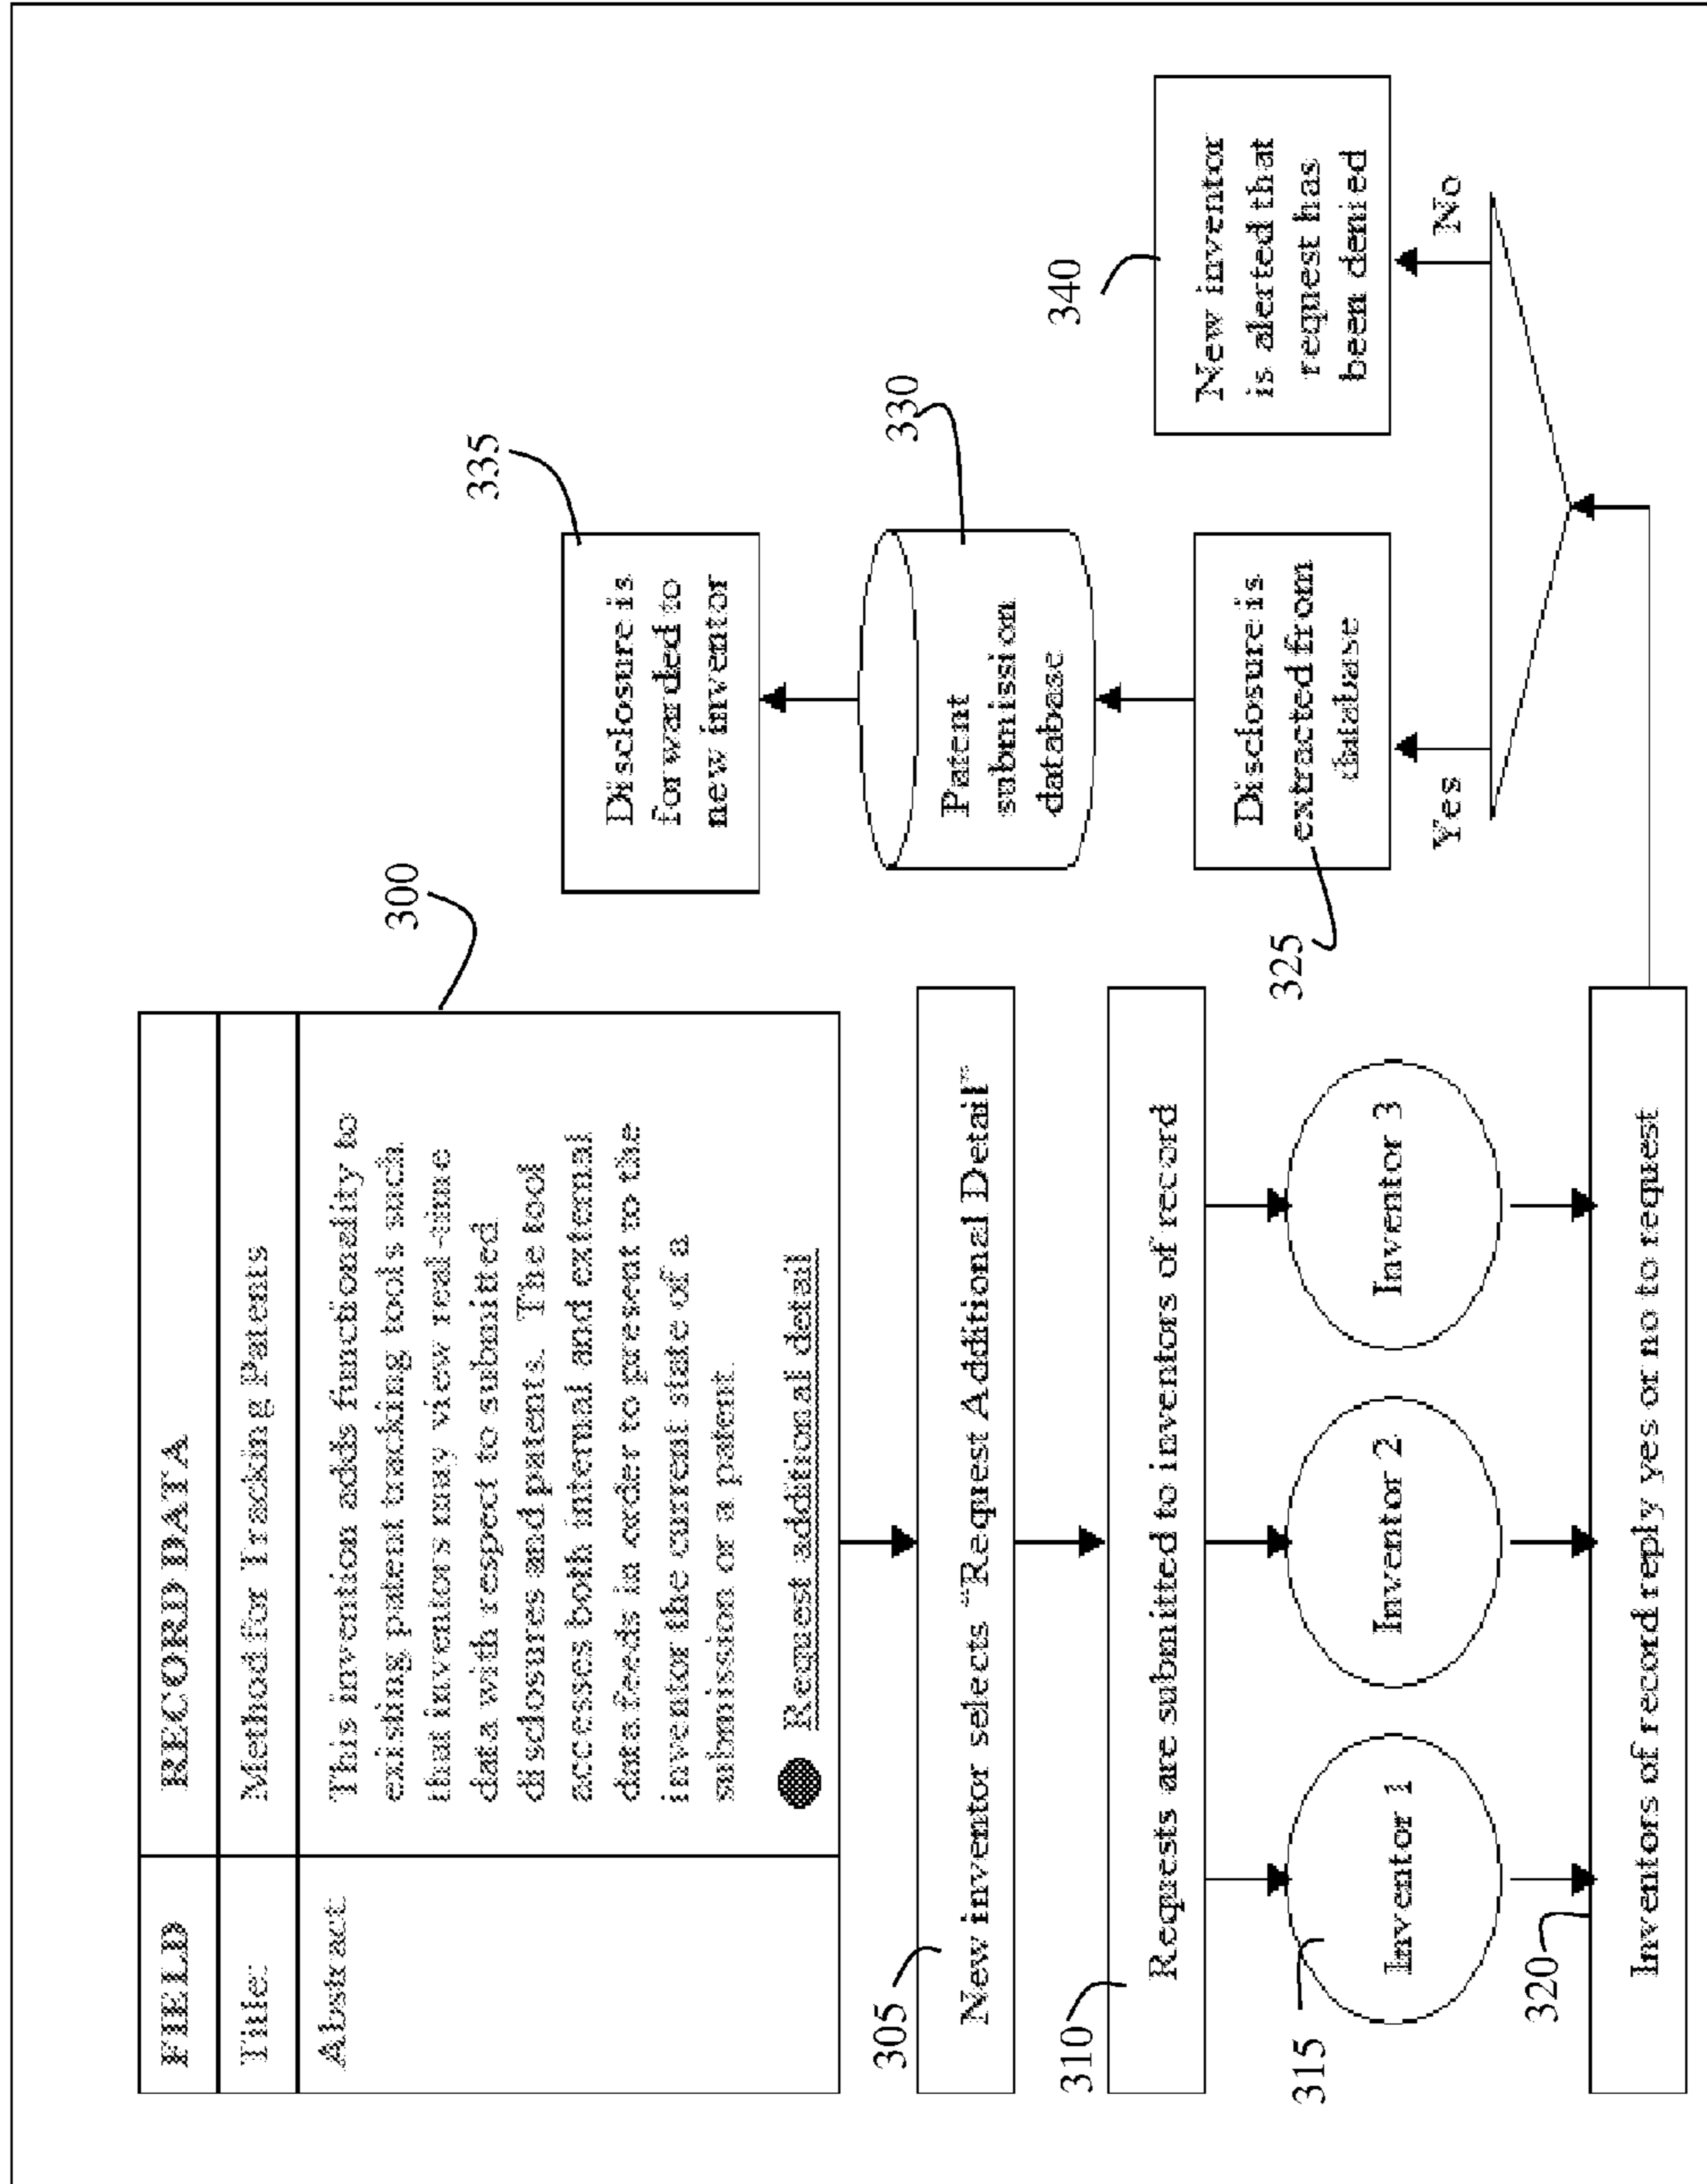 FIELD
RECORD DATA
Title:
Method for Tracking Patents
Abstract
This invention adds functionality to
existing patent tracking tools such
that inventors may view real-time
data with respect to submitted
disclosures and patents. The tool
accesses both internal and external
data feeds in order to present to the
inventor the current state of a
submission or a patent.
Request additional detail
300
305
New inventor selects "Request Additional Detail"
310
Requests are submitted to inventors of record
315
Inventor 1
Inventor 2
Inventor 3
320
Inventors of record reply yes or no to request
335
Disclosure is
forwarded to
new inventor
330
Patent
submission
database
325
Disclosure is
extracted from
database
340
New inventor
is alerted that
request has
been denied
Yes
No